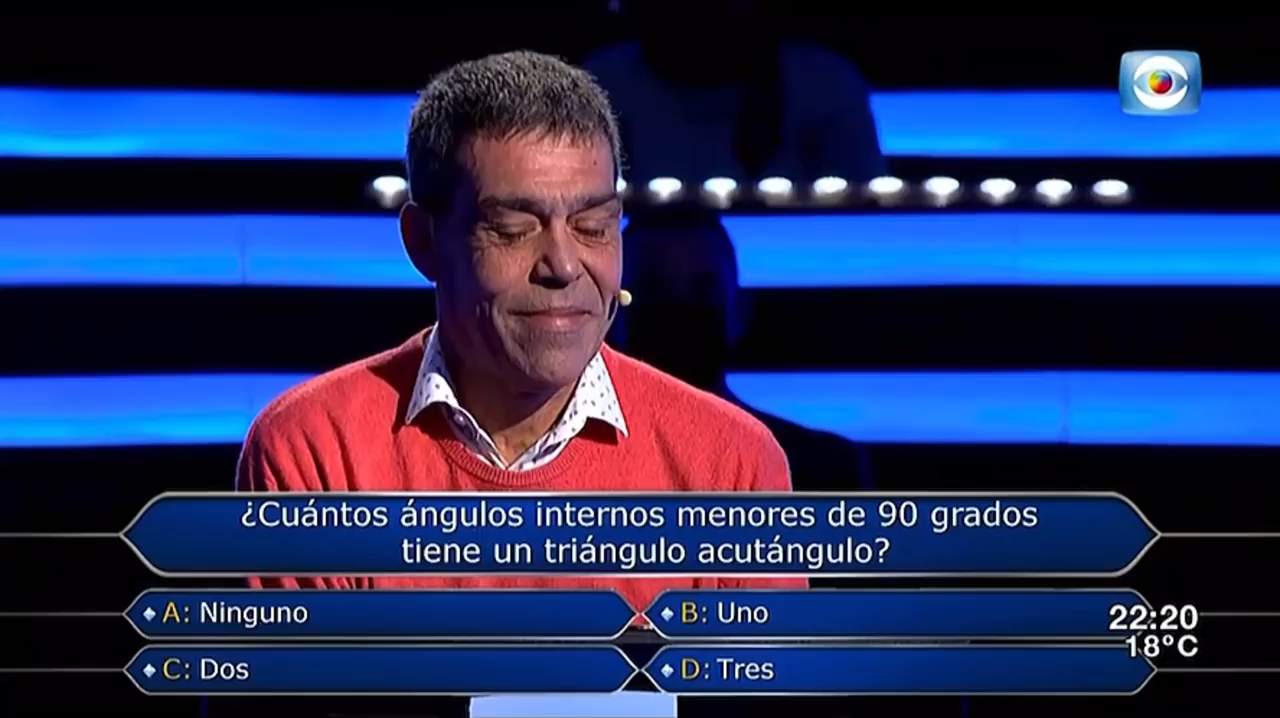 ¿Cuántos ángulos internos menores de 90 grados
tiene un triángulo acutángulo?
A: Ninguno
B: Uno
C: Dos
D: Tres
22:20
18°C